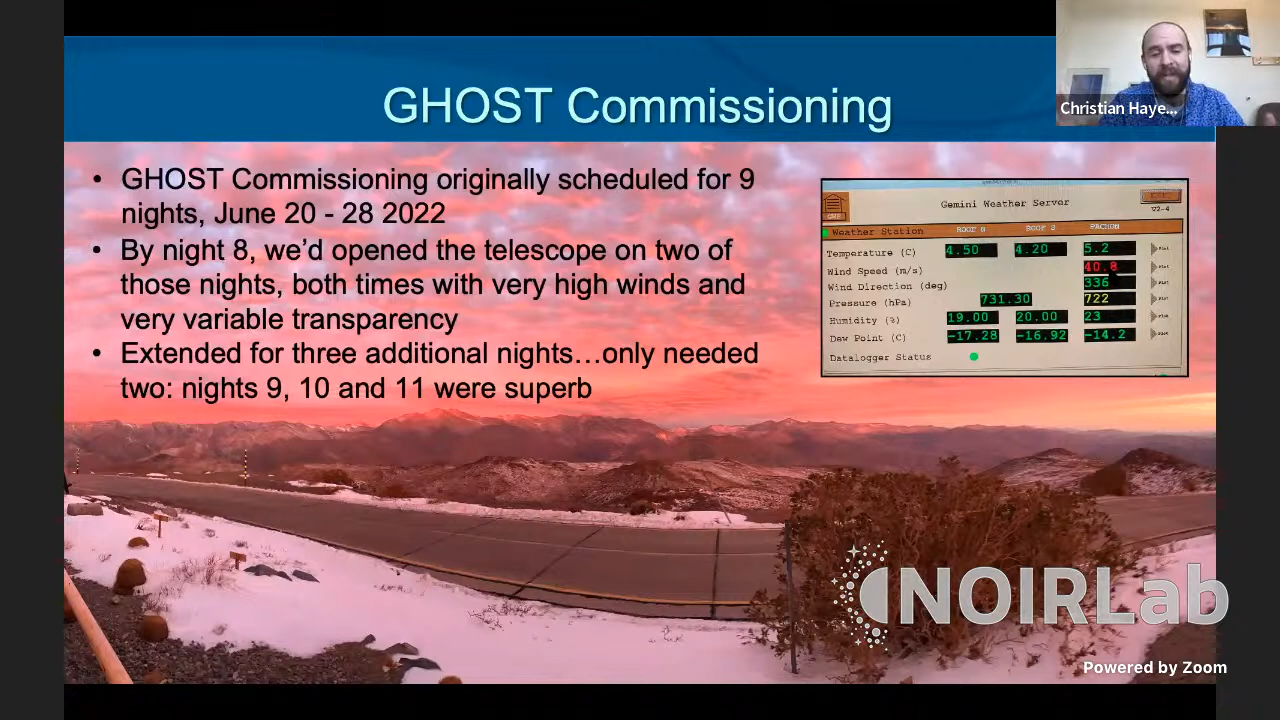 GHOST Commissioning
Christian Haye...
• GHOST Commissioning originally scheduled for 9
nights, June 20 - 28 2022
• By night 8, we’d opened the telescope on two of
those nights, both times with very high winds and
very variable transparency
• Extended for three additional nights…only needed
two: nights 9, 10 and 11 were superb
Gemini Weather Server
V2-4
Weather Station ROOF N ROOF S PACHON
Temperature (C) 4.50 4.20 5.2
Wind Speed (m/s) 40.8
Wind Direction (deg) 336
Pressure (hPa) 731.30 722
Humidity (%) 19.00 20.00 23
Dew Point (C) -17.28 -16.92 -14.2
Datalogger Status
NOIRLab
Powered by Zoom